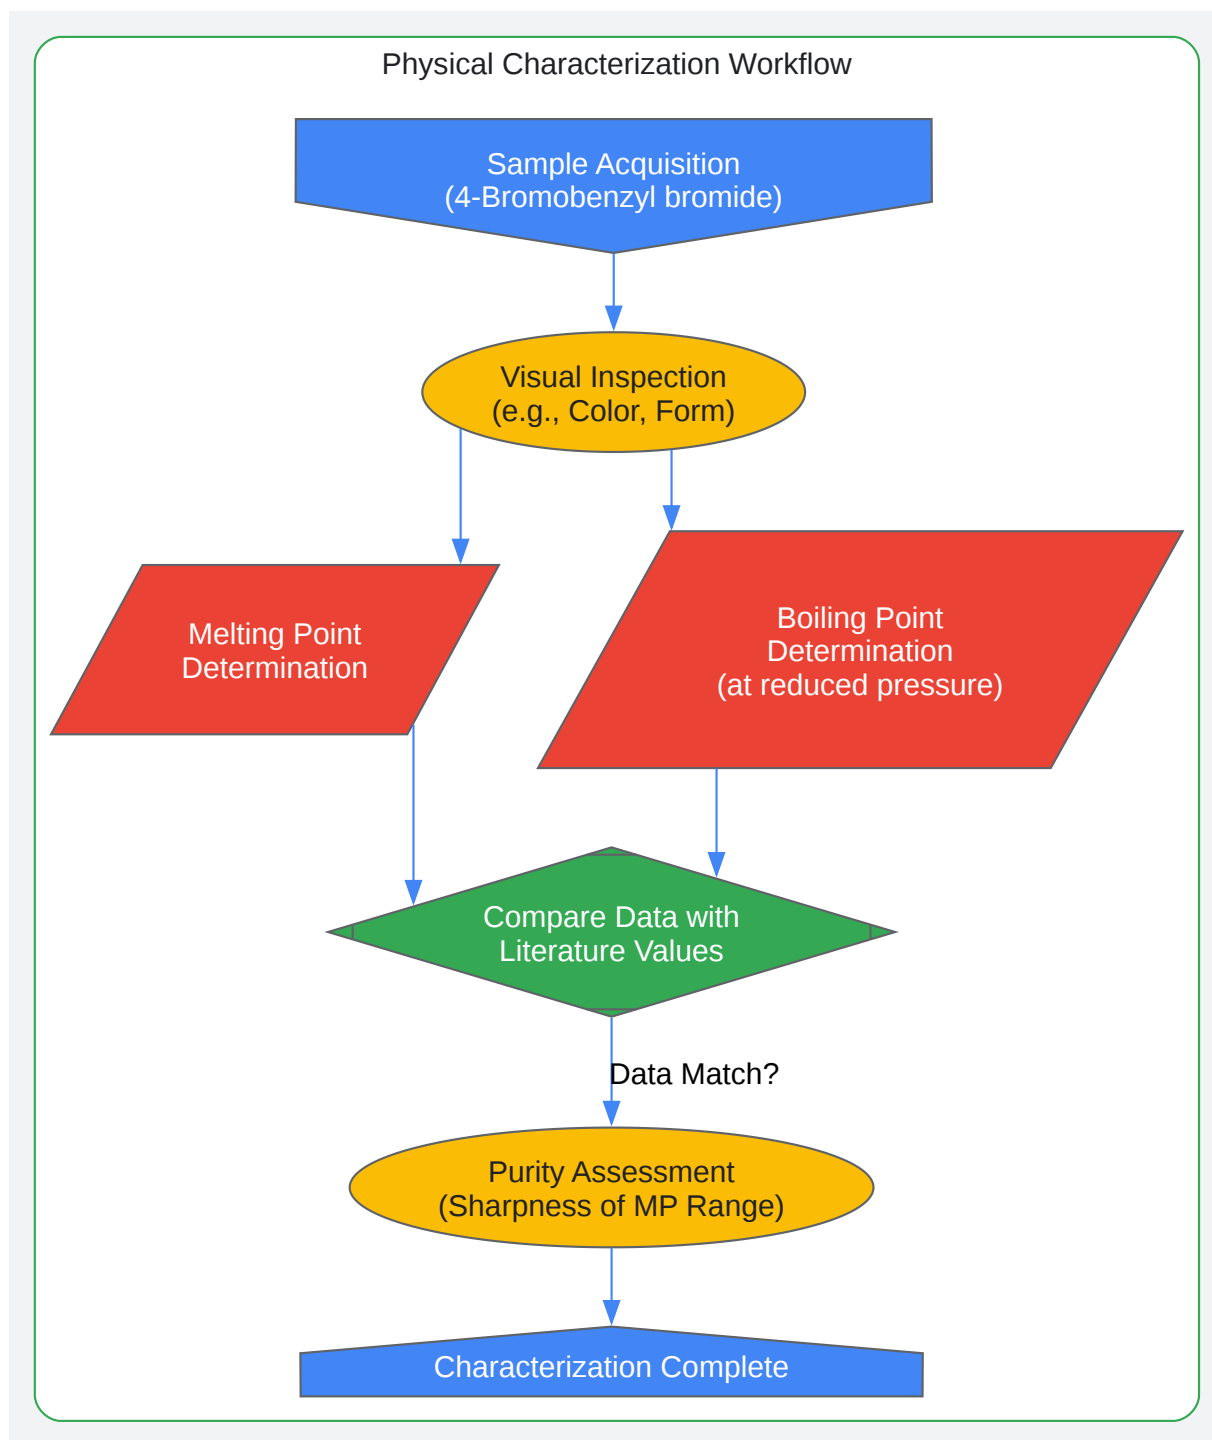 Physical Characterization Workflow
Sample Acquisition
(4-Bromobenzyl bromide)
Visual Inspection
(e.g., Color, Form)
Melting Point
Determination
Boiling Point
Determination
(at reduced pressure)
Compare Data with
Literature Values
Data Match?
Purity Assessment
(Sharpness of MP Range)
Characterization Complete